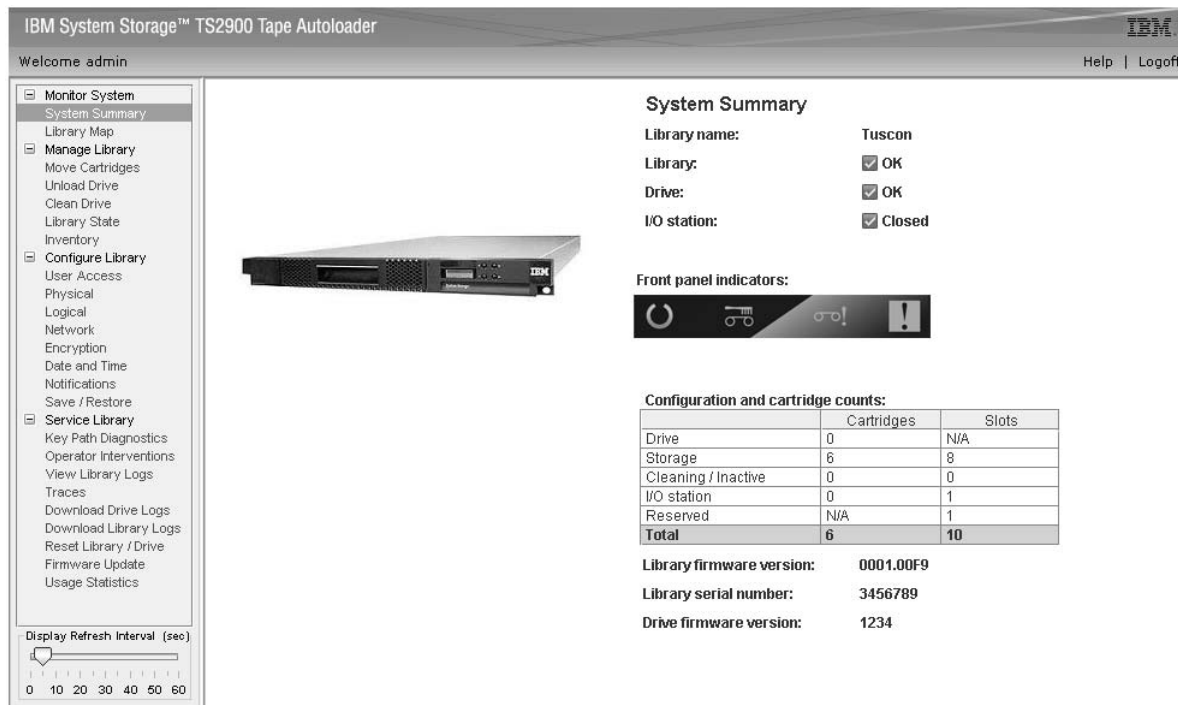 IBM System Storage™ TS2900 Tape Autoloader
IBM.
Welcome admin
Help | Logoff
Monitor System
System Summary
Library Map
Manage Library
Move Cartridges
Unload Drive
Clean Drive
Library State
Inventory
Configure Library
User Access
Physical
Logical
Network
Encryption
Date and Time
Notifications
Save / Restore
Service Library
Key Path Diagnostics
Operator Interventions
View Library Logs
Traces
Download Drive Logs
Download Library Logs
Reset Library / Drive
Firmware Update
Usage Statistics
Display Refresh Interval (sec)
0 10 20 30 40 50 60
IBM
System Summary
Library name: Tuscon
Library: OK
Drive: OK
I/O station: Closed
Front panel indicators:
Configuration and cartridge counts:
Cartridges Slots
Drive 0 N/A
Storage 6 8
Cleaning / Inactive 0 0
I/O station 0 1
Reserved N/A 1
Total 6 10
Library firmware version: 0001.00F9
Library serial number: 3456789
Drive firmware version: 1234